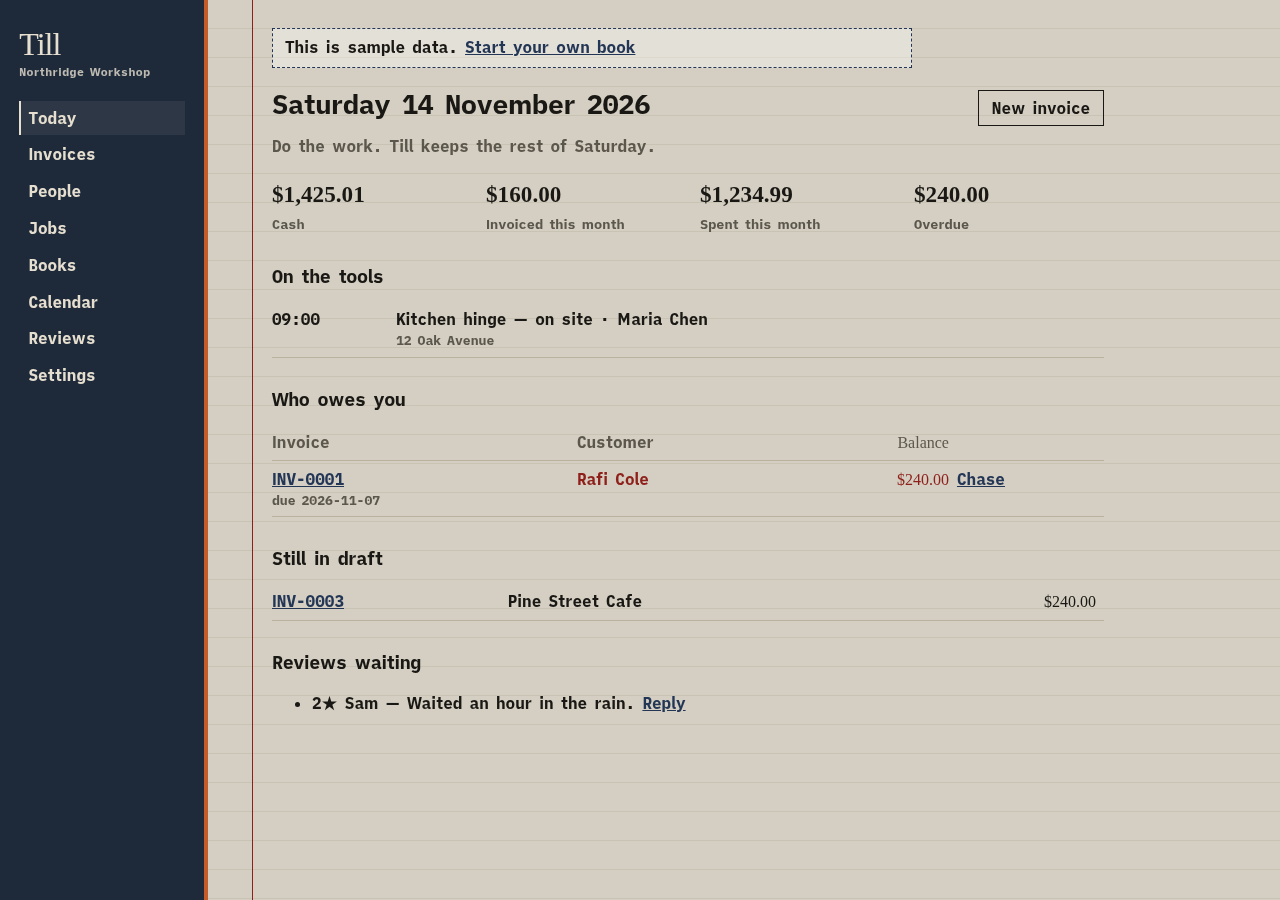 Till
Northridge Workshop
Today
Invoices
People
Jobs
Books
Calendar
Reviews
Settings
This is sample data. Start your own book
Saturday 14 November 2026
New invoice
Do the work. Till keeps the rest of Saturday.
$1,425.01 $160.00 $1,234.99 $240.00
Cash Invoiced this month Spent this month Overdue
On the tools
09:00 Kitchen hinge — on site · Maria Chen
12 Oak Avenue
Who owes you
Invoice Customer Balance
INV-0001 Rafi Cole $240.00 Chase
due 2026-11-07
Still in draft
INV-0003 Pine Street Cafe $240.00
Reviews waiting
• 2★ Sam — Waited an hour in the rain. Reply